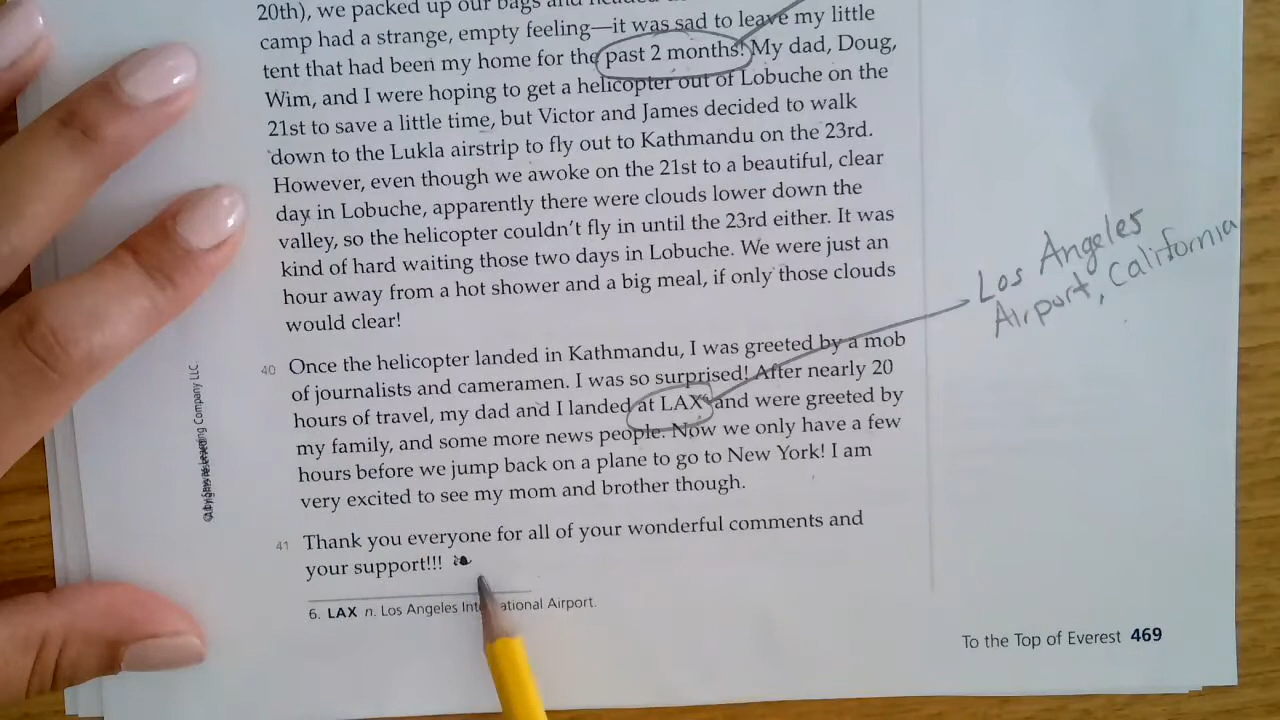 20th), we packed up our bags and headed
camp had a strange, empty feeling—it was sad to leave my little
tent that had been my home for the past 2 months! My dad, Doug,
Wim, and I were hoping to get a helicopter out of Lobuche on the
21st to save a little time, but Victor and James decided to walk
down to the Lukla airstrip to fly out to Kathmandu on the 23rd.
However, even though we awoke on the 21st to a beautiful, clear
day in Lobuche, apparently there were clouds lower down the
valley, so the helicopter couldn't fly in until the 23rd either. It was
kind of hard waiting those two days in Lobuche. We were just an
hour away from a hot shower and a big meal, if only those clouds
would clear!
Los Angeles
Airport, California
40 Once the helicopter landed in Kathmandu, I was greeted by a mob
of journalists and cameramen. I was so surprised! After nearly 20
hours of travel, my dad and I landed at LAX6 and were greeted by
my family, and some more news people. Now we only have a few
hours before we jump back on a plane to go to New York! I am
very excited to see my mom and brother though.
41 Thank you everyone for all of your wonderful comments and
your support!!!
6. LAX n. Los Angeles International Airport.
To the Top of Everest 469
Company LLC.